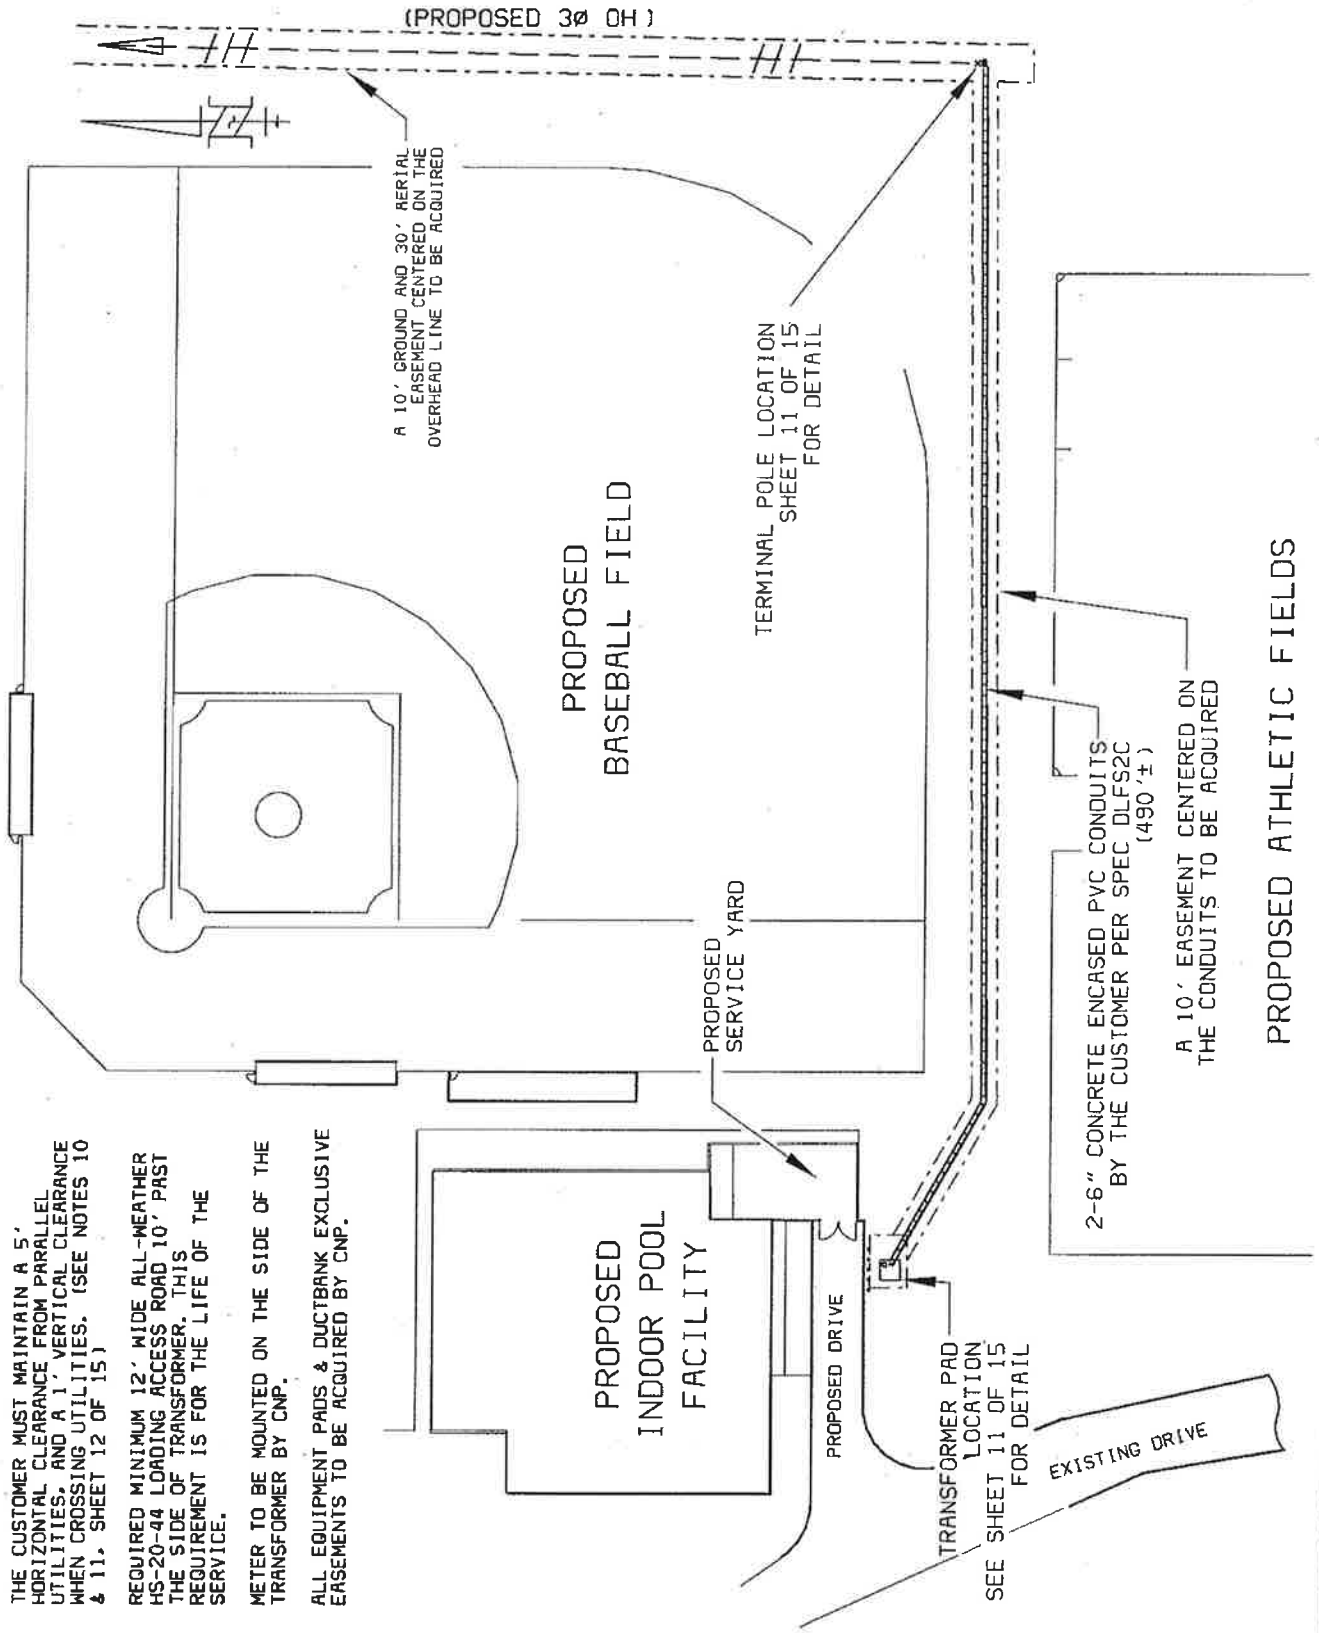 THE CUSTOMER MUST MAINTAIN A 5'
HORIZONTAL CLEARANCE FROM PARALLEL
UTILITIES, AND A 1' VERTICAL CLEARANCE
WHEN CROSSING UTILITIES. (SEE NOTES 10
& 11, SHEET 12 OF 15)
REQUIRED MINIMUM 12' WIDE ALL-WEATHER
HS-20-44 LOADING ACCESS ROAD 10' PAST
THE SIDE OF TRANSFORMER. THIS
REQUIREMENT IS FOR THE LIFE OF THE
SERVICE.
METER TO BE MOUNTED ON THE SIDE OF THE
TRANSFORMER BY CNP.
ALL EQUIPMENT PADS & DUCTBANK EXCLUSIVE
EASEMENTS TO BE ACQUIRED BY CNP.
(PROPOSED 3Ø OH)
N
A 10' GROUND AND 30' AERIAL
EASEMENT CENTERED ON THE
OVERHEAD LINE TO BE ACQUIRED
PROPOSED
BASEBALL FIELD
TERMINAL POLE LOCATION
SHEET 11 OF 15
FOR DETAIL
PROPOSED
SERVICE YARD
PROPOSED
INDOOR POOL
FACILITY
PROPOSED DRIVE
TRANSFORMER PAD
LOCATION
SEE SHEET 11 OF 15
FOR DETAIL
EXISTING DRIVE
2-6" CONCRETE ENCASED PVC CONDUITS
BY THE CUSTOMER PER SPEC DLFS2C
(490'±)
A 10' EASEMENT CENTERED ON
THE CONDUITS TO BE ACQUIRED
PROPOSED ATHLETIC FIELDS